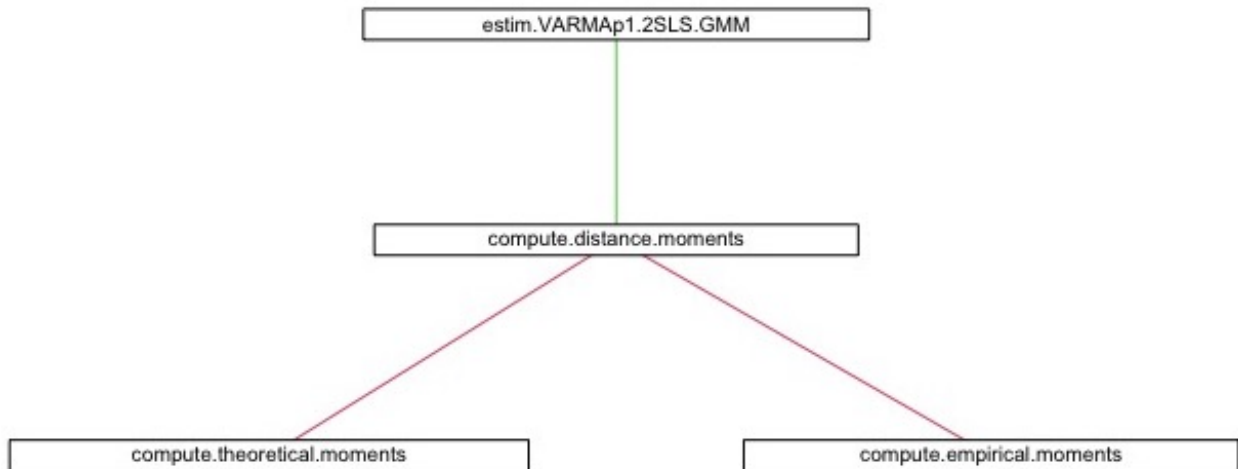 estim.VARMAp1.2SLS.GMM
compute.distance.moments
compute.theoretical.moments
compute.empirical.moments